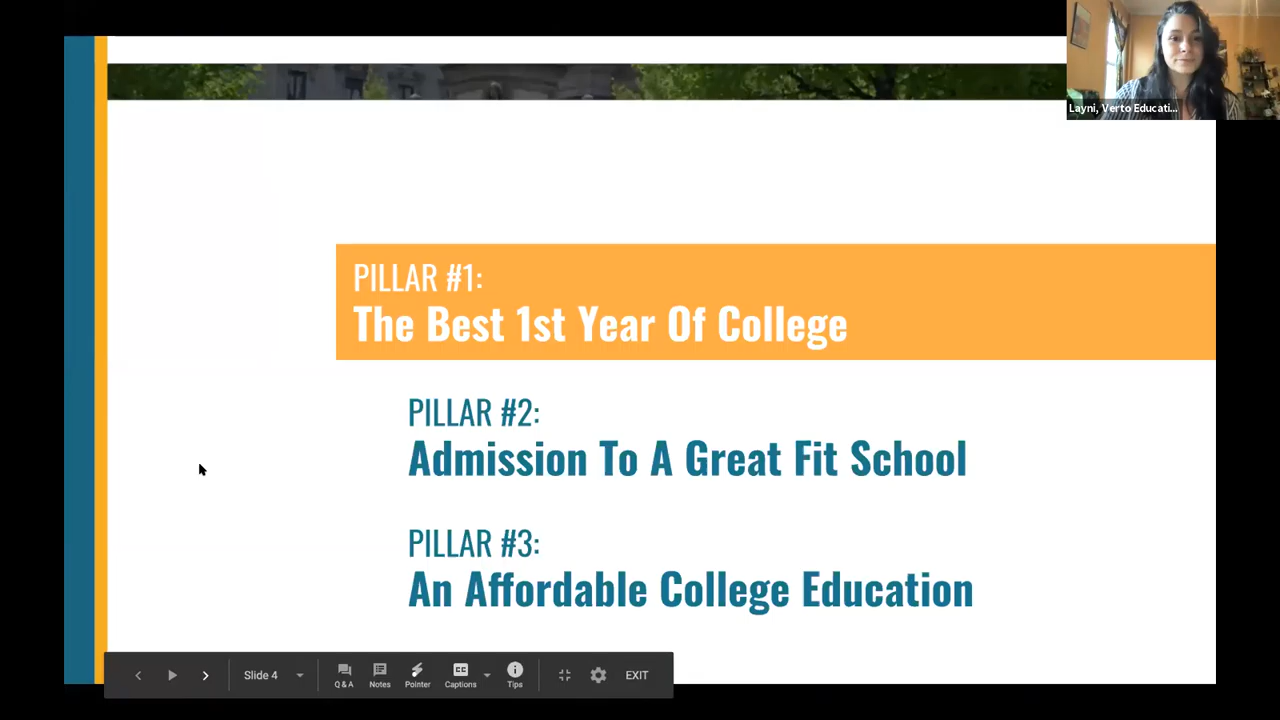 Layni, Verto Educati...
PILLAR #1:
The Best 1st Year Of College
PILLAR #2:
Admission To A Great Fit School
PILLAR #3:
An Affordable College Education
Slide 4
Q & A
Notes
Pointer
CC
Captions
Tips
EXIT